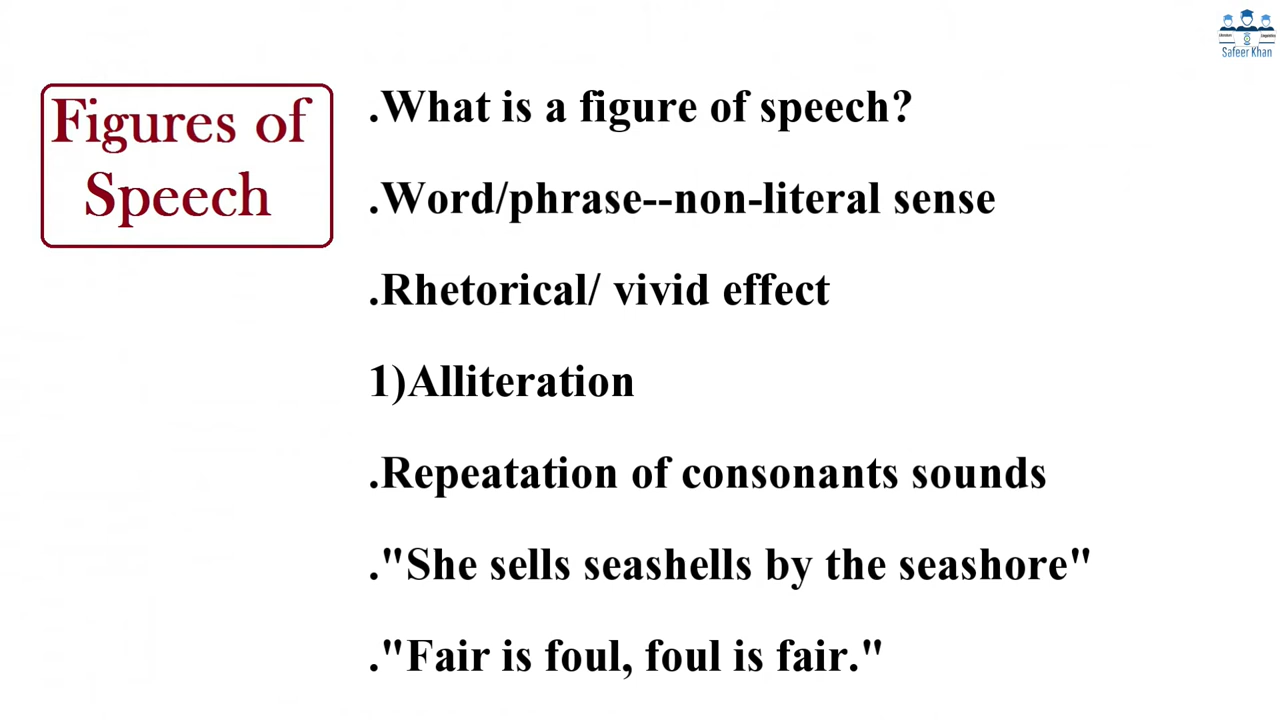 Safeer Khan
Figures of
Speech
.What is a figure of speech?
.Word/phrase--non-literal sense
.Rhetorical/ vivid effect
1)Alliteration
.Repeatation of consonants sounds
."She sells seashells by the seashore"
."Fair is foul, foul is fair."